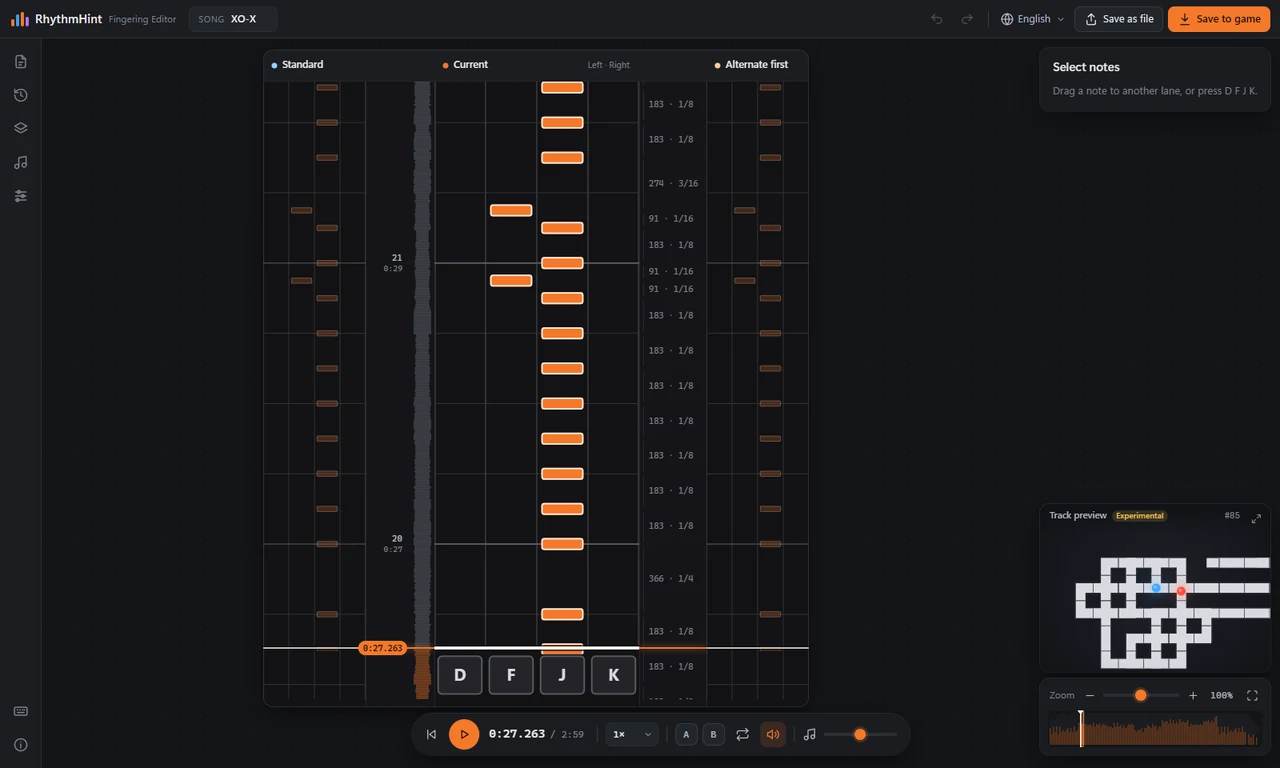 RhythmHint Fingering Editor SONG XO-X English Save as file Save to game
Standard Current Left · Right Alternate first
Select notes
Drag a note to another lane, or press D F J K.
183 · 1/8
183 · 1/8
274 · 3/16
91 · 1/16
183 · 1/8
21
0:29
91 · 1/16
91 · 1/16
183 · 1/8
183 · 1/8
183 · 1/8
183 · 1/8
183 · 1/8
183 · 1/8
183 · 1/8
20
0:27
366 · 1/4
183 · 1/8
0:27.263
183 · 1/8
D F J K
Track preview Experimental #85
Zoom 100%
0:27.263 / 2:59 1× A B